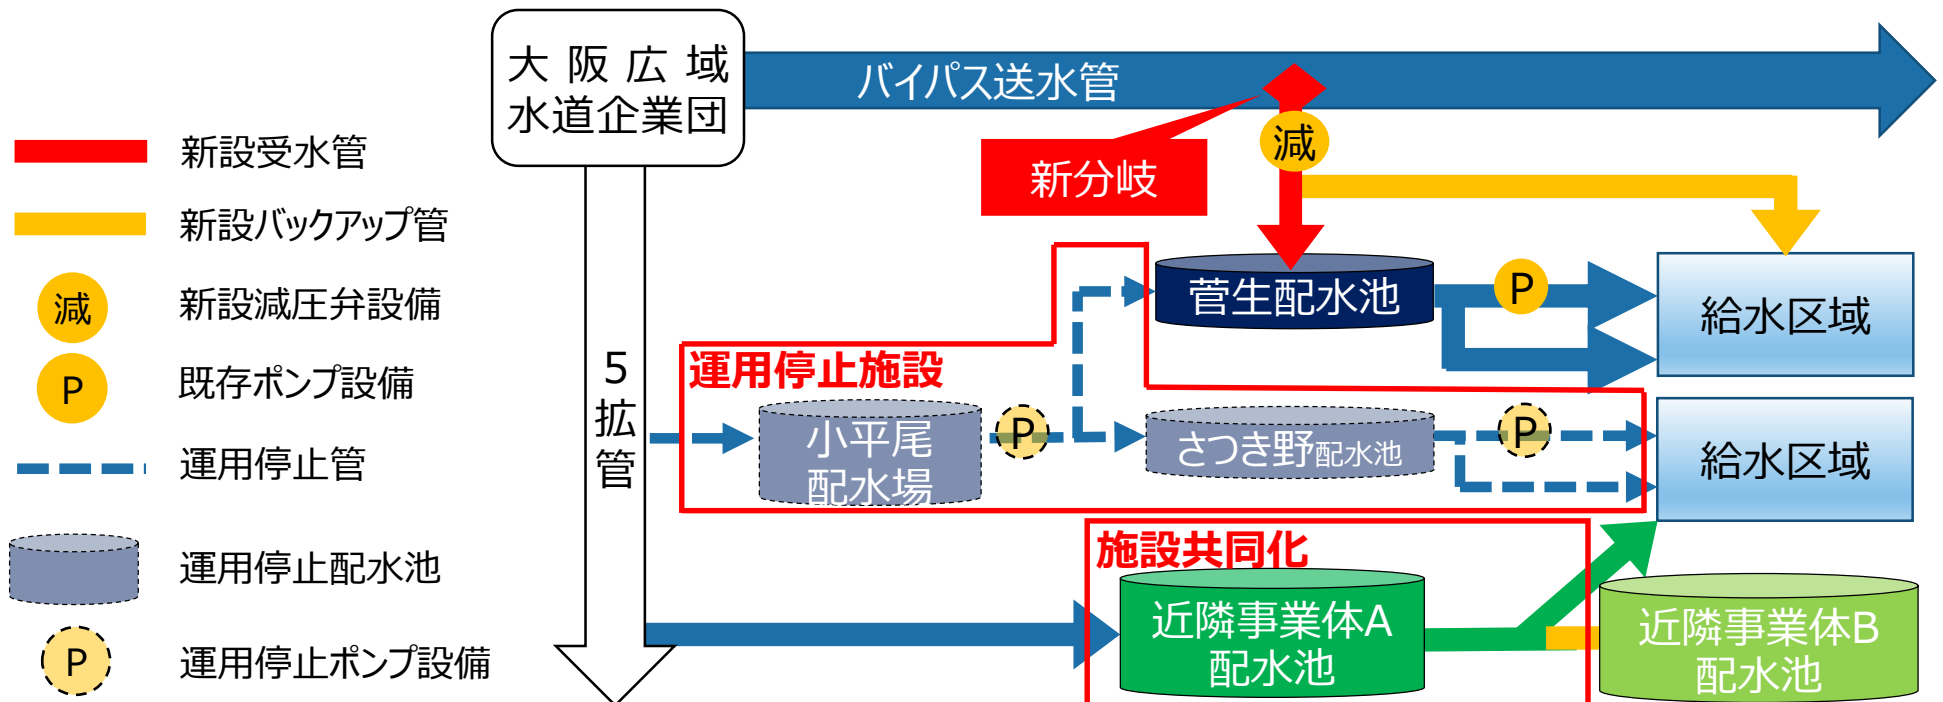 大阪広域
水道企業団
バイパス送水管
新設受水管
新設バックアップ管
減
新設減圧弁設備
P
既存ポンプ設備
運用停止管
運用停止配水池
P
運用停止ポンプ設備
新分岐
減
菅生配水池
P
給水区域
5
拡
管
運用停止施設
小平尾
配水場
P
さつき野配水池
P
給水区域
施設共同化
近隣事業体A
配水池
近隣事業体B
配水池